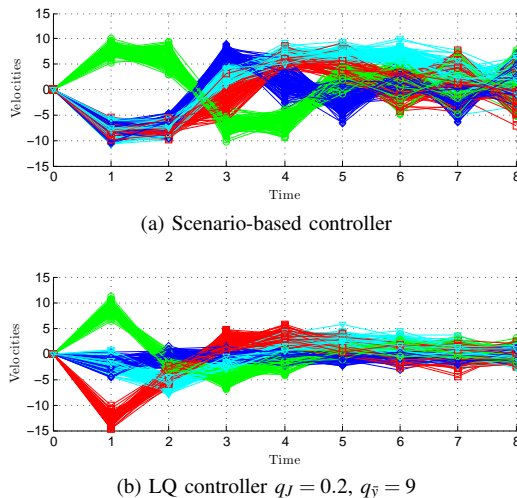 15
10
5
0
−5
−10
−15
Velocities
0 1 2 3 4 5 6 7 8
Time
(a) Scenario-based controller
15
10
5
0
−5
−10
−15
Velocities
0 1 2 3 4 5 6 7 8
Time
(b) LQ controller q_J = 0.2, q_ȳ = 9